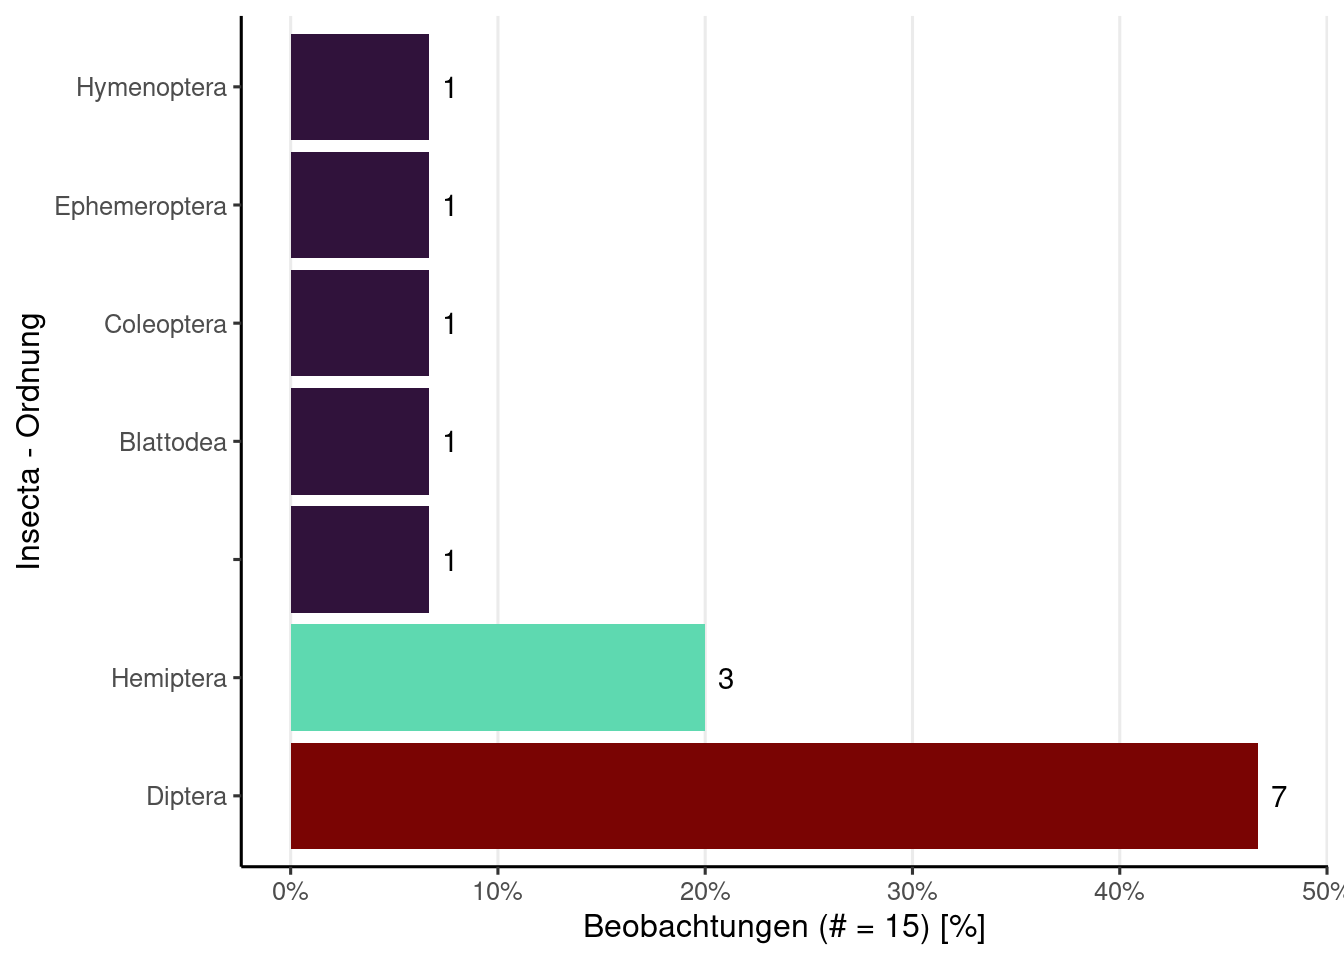 Hymenoptera 1
Ephemeroptera 1
Coleoptera 1
Blattodea 1
1
Hemiptera 3
Diptera 7
Insecta - Ordnung
0% 10% 20% 30% 40% 50%
Beobachtungen (# = 15) [%]